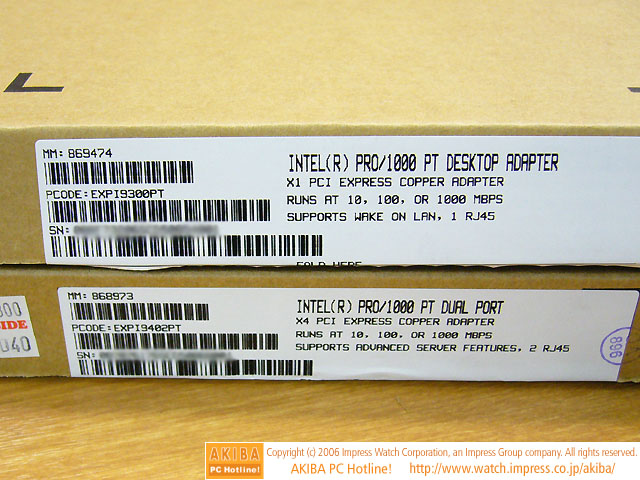 MM: 869474
PCODE: EXPI9300PT
SN:
INTEL(R) PRO/1000 PT DESKTOP ADAPTER
X1 PCI EXPRESS COPPER ADAPTER
RUNS AT 10, 100, OR 1000 MBPS
SUPPORTS WAKE ON LAN, 1 RJ45
FOLD HERE
MM: 868973
PCODE: EXPI9402PT
SN:
INTEL(R) PRO/1000 PT DUAL PORT
X4 PCI EXPRESS COPPER ADAPTER
RUNS AT 10, 100, OR 1000 MBPS
SUPPORTS ADVANCED SERVER FEATURES, 2 RJ45
896
AKIBA
PC Hotline!
Copyright (c) 2006 Impress Watch Corporation, an Impress Group company. All rights reserved.
AKIBA PC Hotline! http://www.watch.impress.co.jp/akiba/